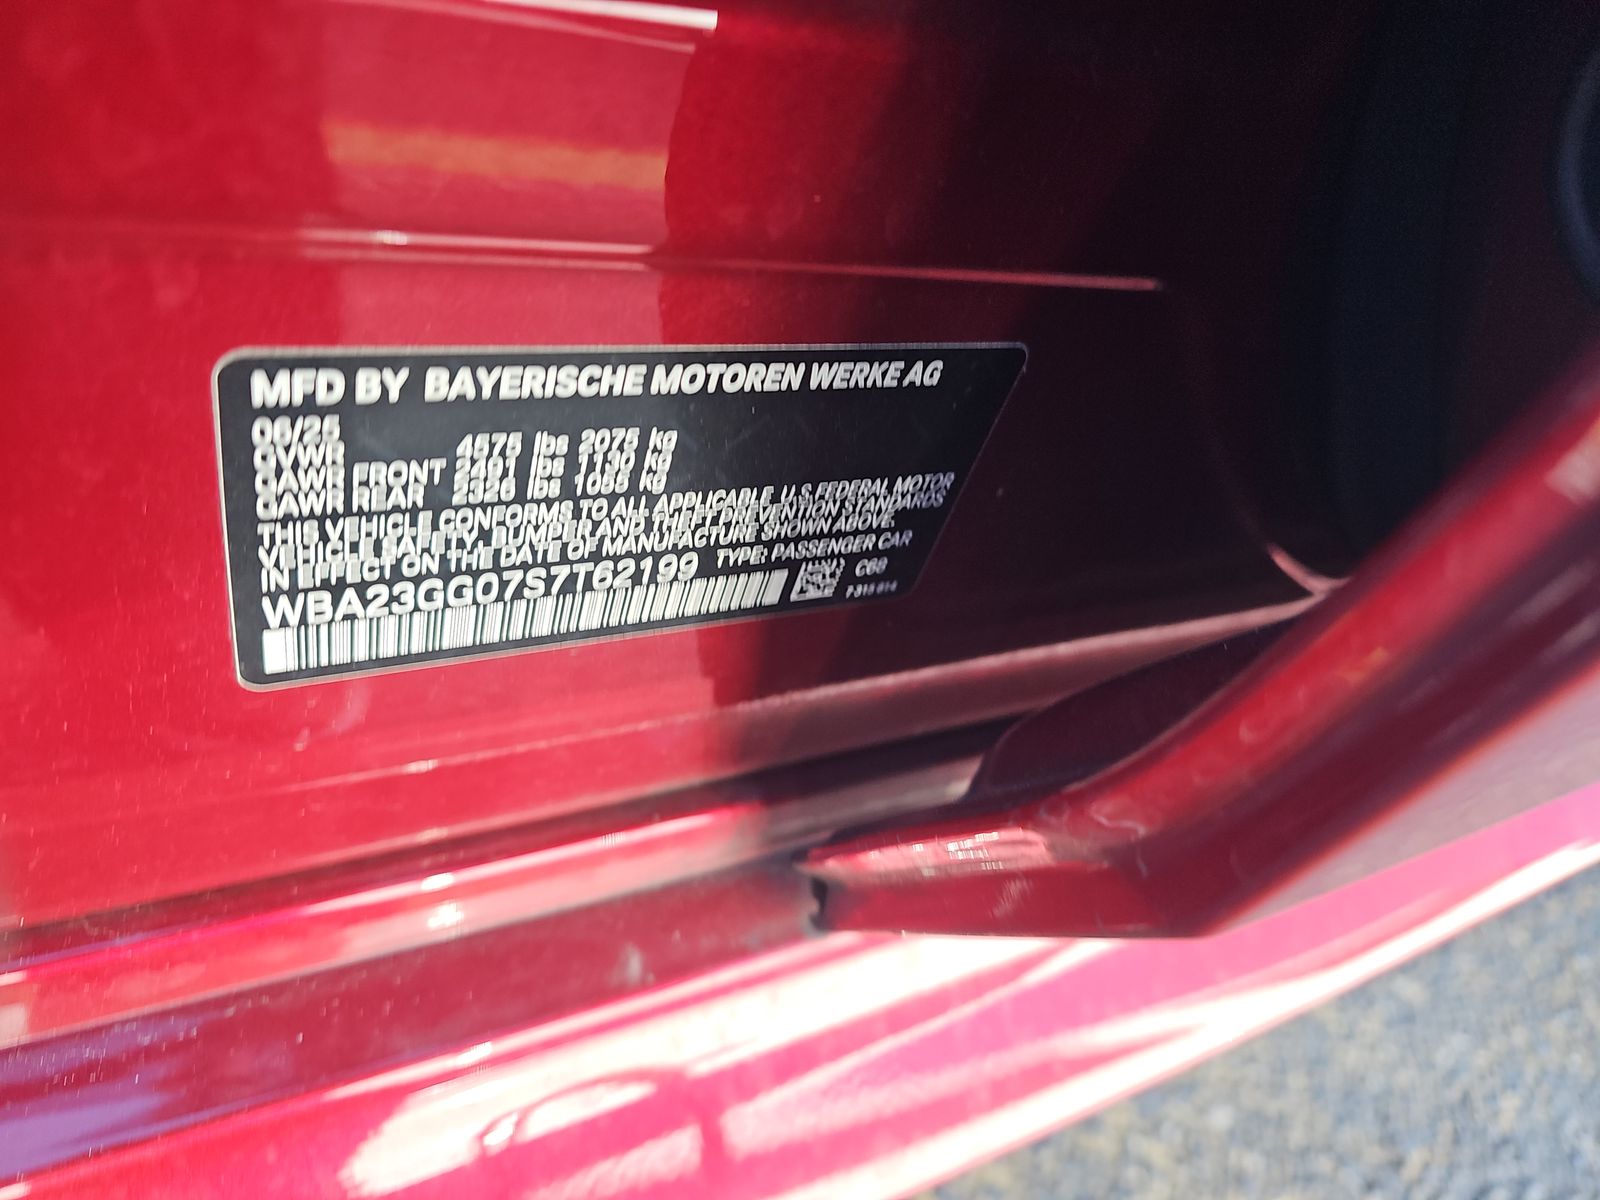 MFD BY BAYERISCHE MOTOREN WERKE AG
06/25
GVWR 4575 lbs 2075 kg
GAWR FRONT 2491 lbs 1130 kg
GAWR REAR 2326 lbs 1055 kg
THIS VEHICLE CONFORMS TO ALL APPLICABLE U.S FEDERAL MOTOR
VEHICLE SAFETY, BUMPER AND THEFT PREVENTION STANDARDS
IN EFFECT ON THE DATE OF MANUFACTURE SHOWN ABOVE.
WBA23GG07S7T62199 TYPE: PASSENGER CAR
C69